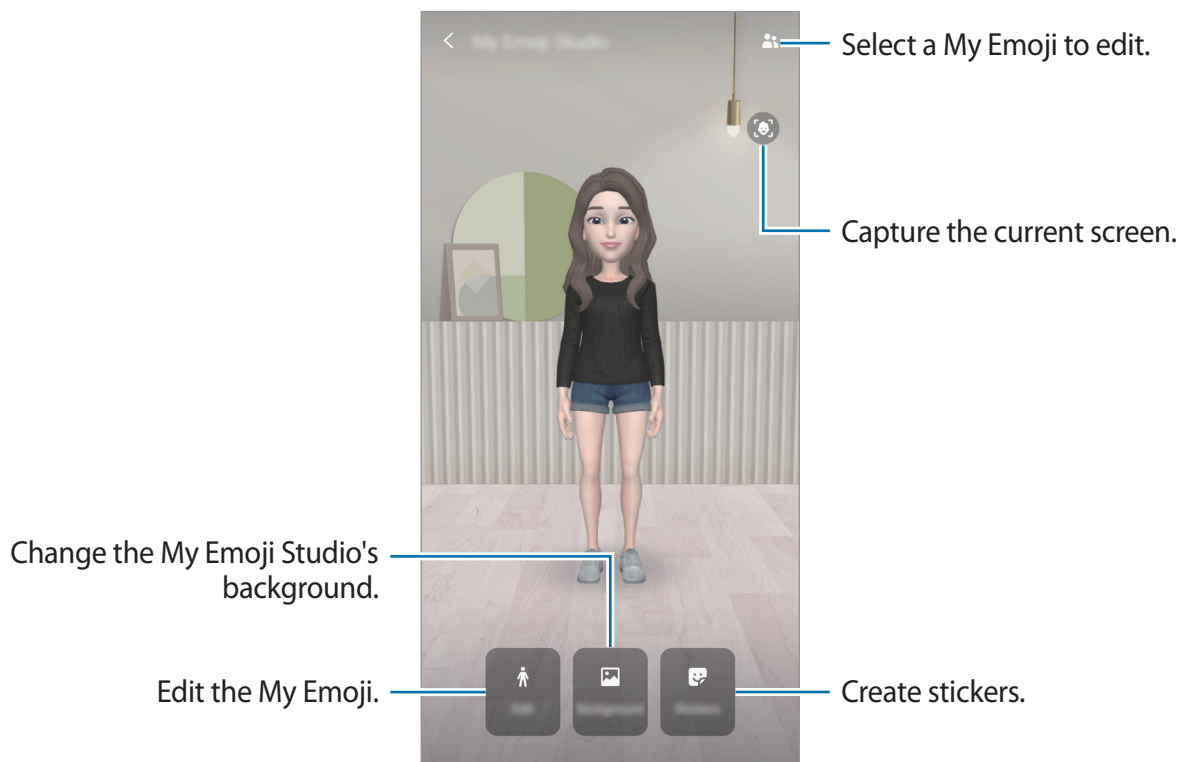 Select a My Emoji to edit.
Capture the current screen.
Change the My Emoji Studio's
background.
Edit the My Emoji.
Create stickers.